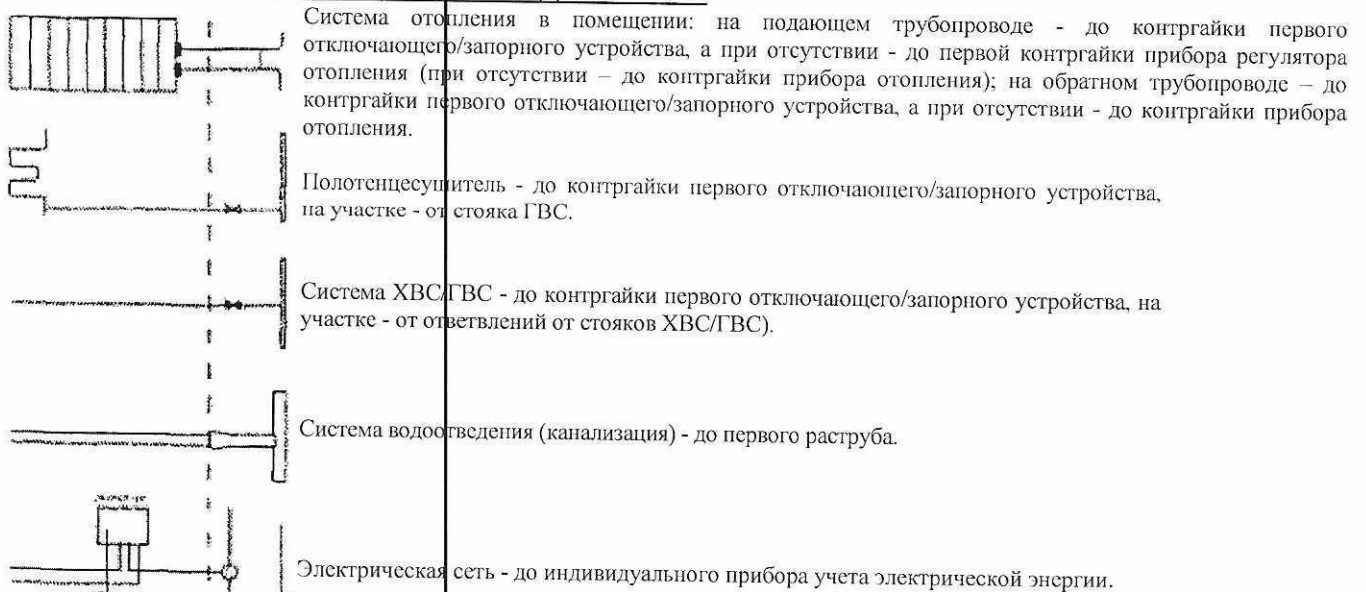 Система отопления в помещении: на подающем трубопроводе - до контргайки первого
отключающего/запорного устройства, а при отсутствии - до первой контргайки прибора регулятора
отопления (при отсутствии – до контргайки прибора отопления); на обратном трубопроводе – до
контргайки первого отключающего/запорного устройства, а при отсутствии - до контргайки прибора
отопления.
Полотенцесушитель - до контргайки первого отключающего/запорного устройства,
на участке - от стояка ГВС.
Система ХВС/ГВС - до контргайки первого отключающего/запорного устройства, на
участке - от ответвлений от стояков ХВС/ГВС).
Система водоотведения (канализация) - до первого раструба.
Электрическая сеть - до индивидуального прибора учета электрической энергии.